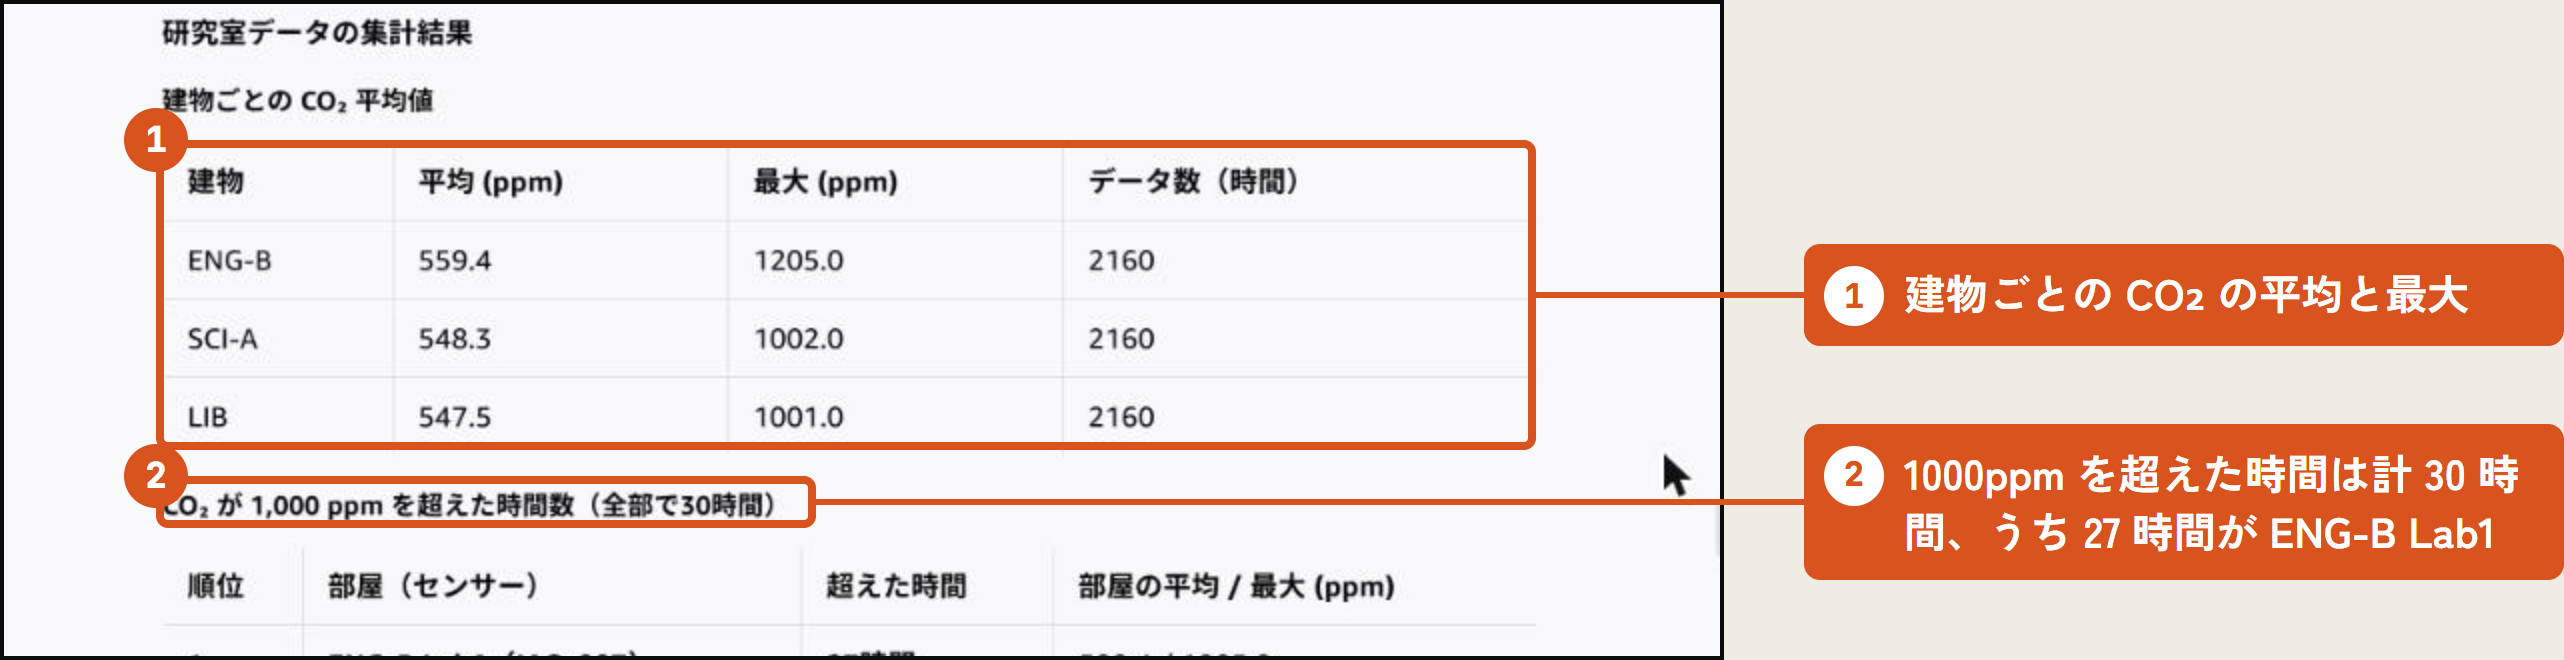 研究室データの集計結果
建物ごとの CO₂ 平均値
1
建物 平均 (ppm) 最大 (ppm) データ数（時間）
ENG-B 559.4 1205.0 2160
SCI-A 548.3 1002.0 2160
LIB 547.5 1001.0 2160
2
CO₂ が 1,000 ppm を超えた時間数（全部で30時間）
順位 部屋（センサー） 超えた時間 部屋の平均 / 最大 (ppm)
1 建物ごとの CO₂ の平均と最大
2 1000ppm を超えた時間は計 30 時
間、うち 27 時間が ENG-B Lab1